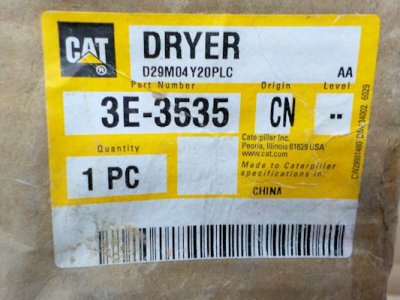 CAT
®
DRYER
D29M04Y20PLC AA
Part Number Origin Level
3E-3535 CN --
Quantity
1 PC
Caterpillar Inc.
Peoria, Illinois 61629 USA
www.cat.com
Made to Caterpillar
specifications in:
CHINA
6029